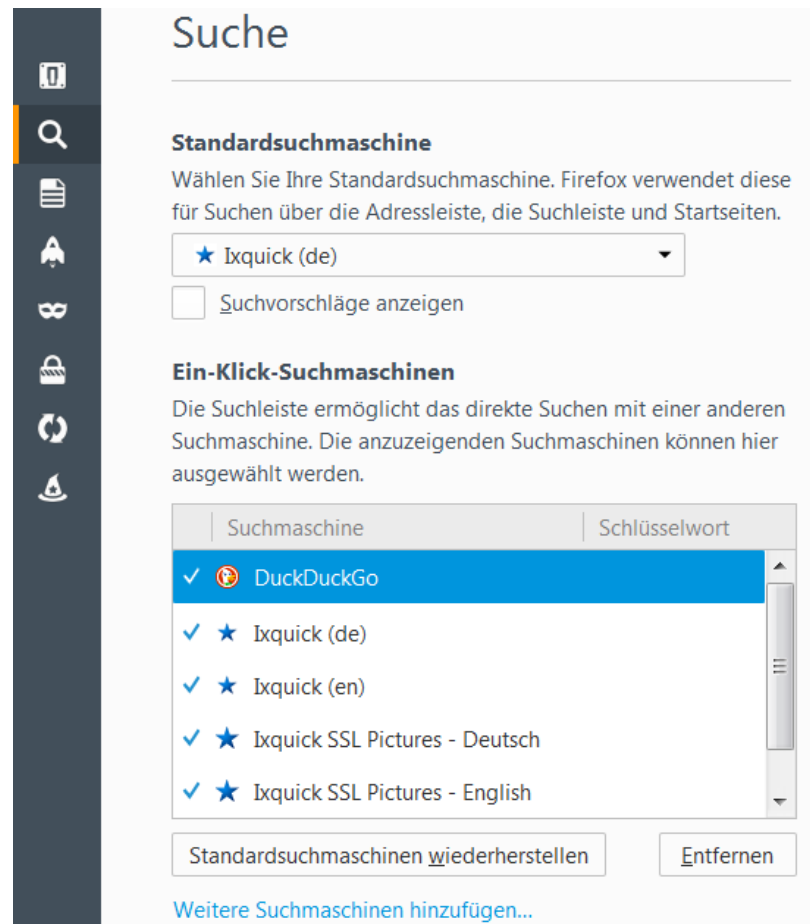 Suche
Standardsuchmaschine
Wählen Sie Ihre Standardsuchmaschine. Firefox verwendet diese
für Suchen über die Adressleiste, die Suchleiste und Startseiten.
Ixquick (de)
Suchvorschläge anzeigen
Ein-Klick-Suchmaschinen
Die Suchleiste ermöglicht das direkte Suchen mit einer anderen
Suchmaschine. Die anzuzeigenden Suchmaschinen können hier
ausgewählt werden.
Suchmaschine Schlüsselwort
DuckDuckGo
Ixquick (de)
Ixquick (en)
Ixquick SSL Pictures - Deutsch
Ixquick SSL Pictures - English
Standardsuchmaschinen wiederherstellen Entfernen
Weitere Suchmaschinen hinzufügen...